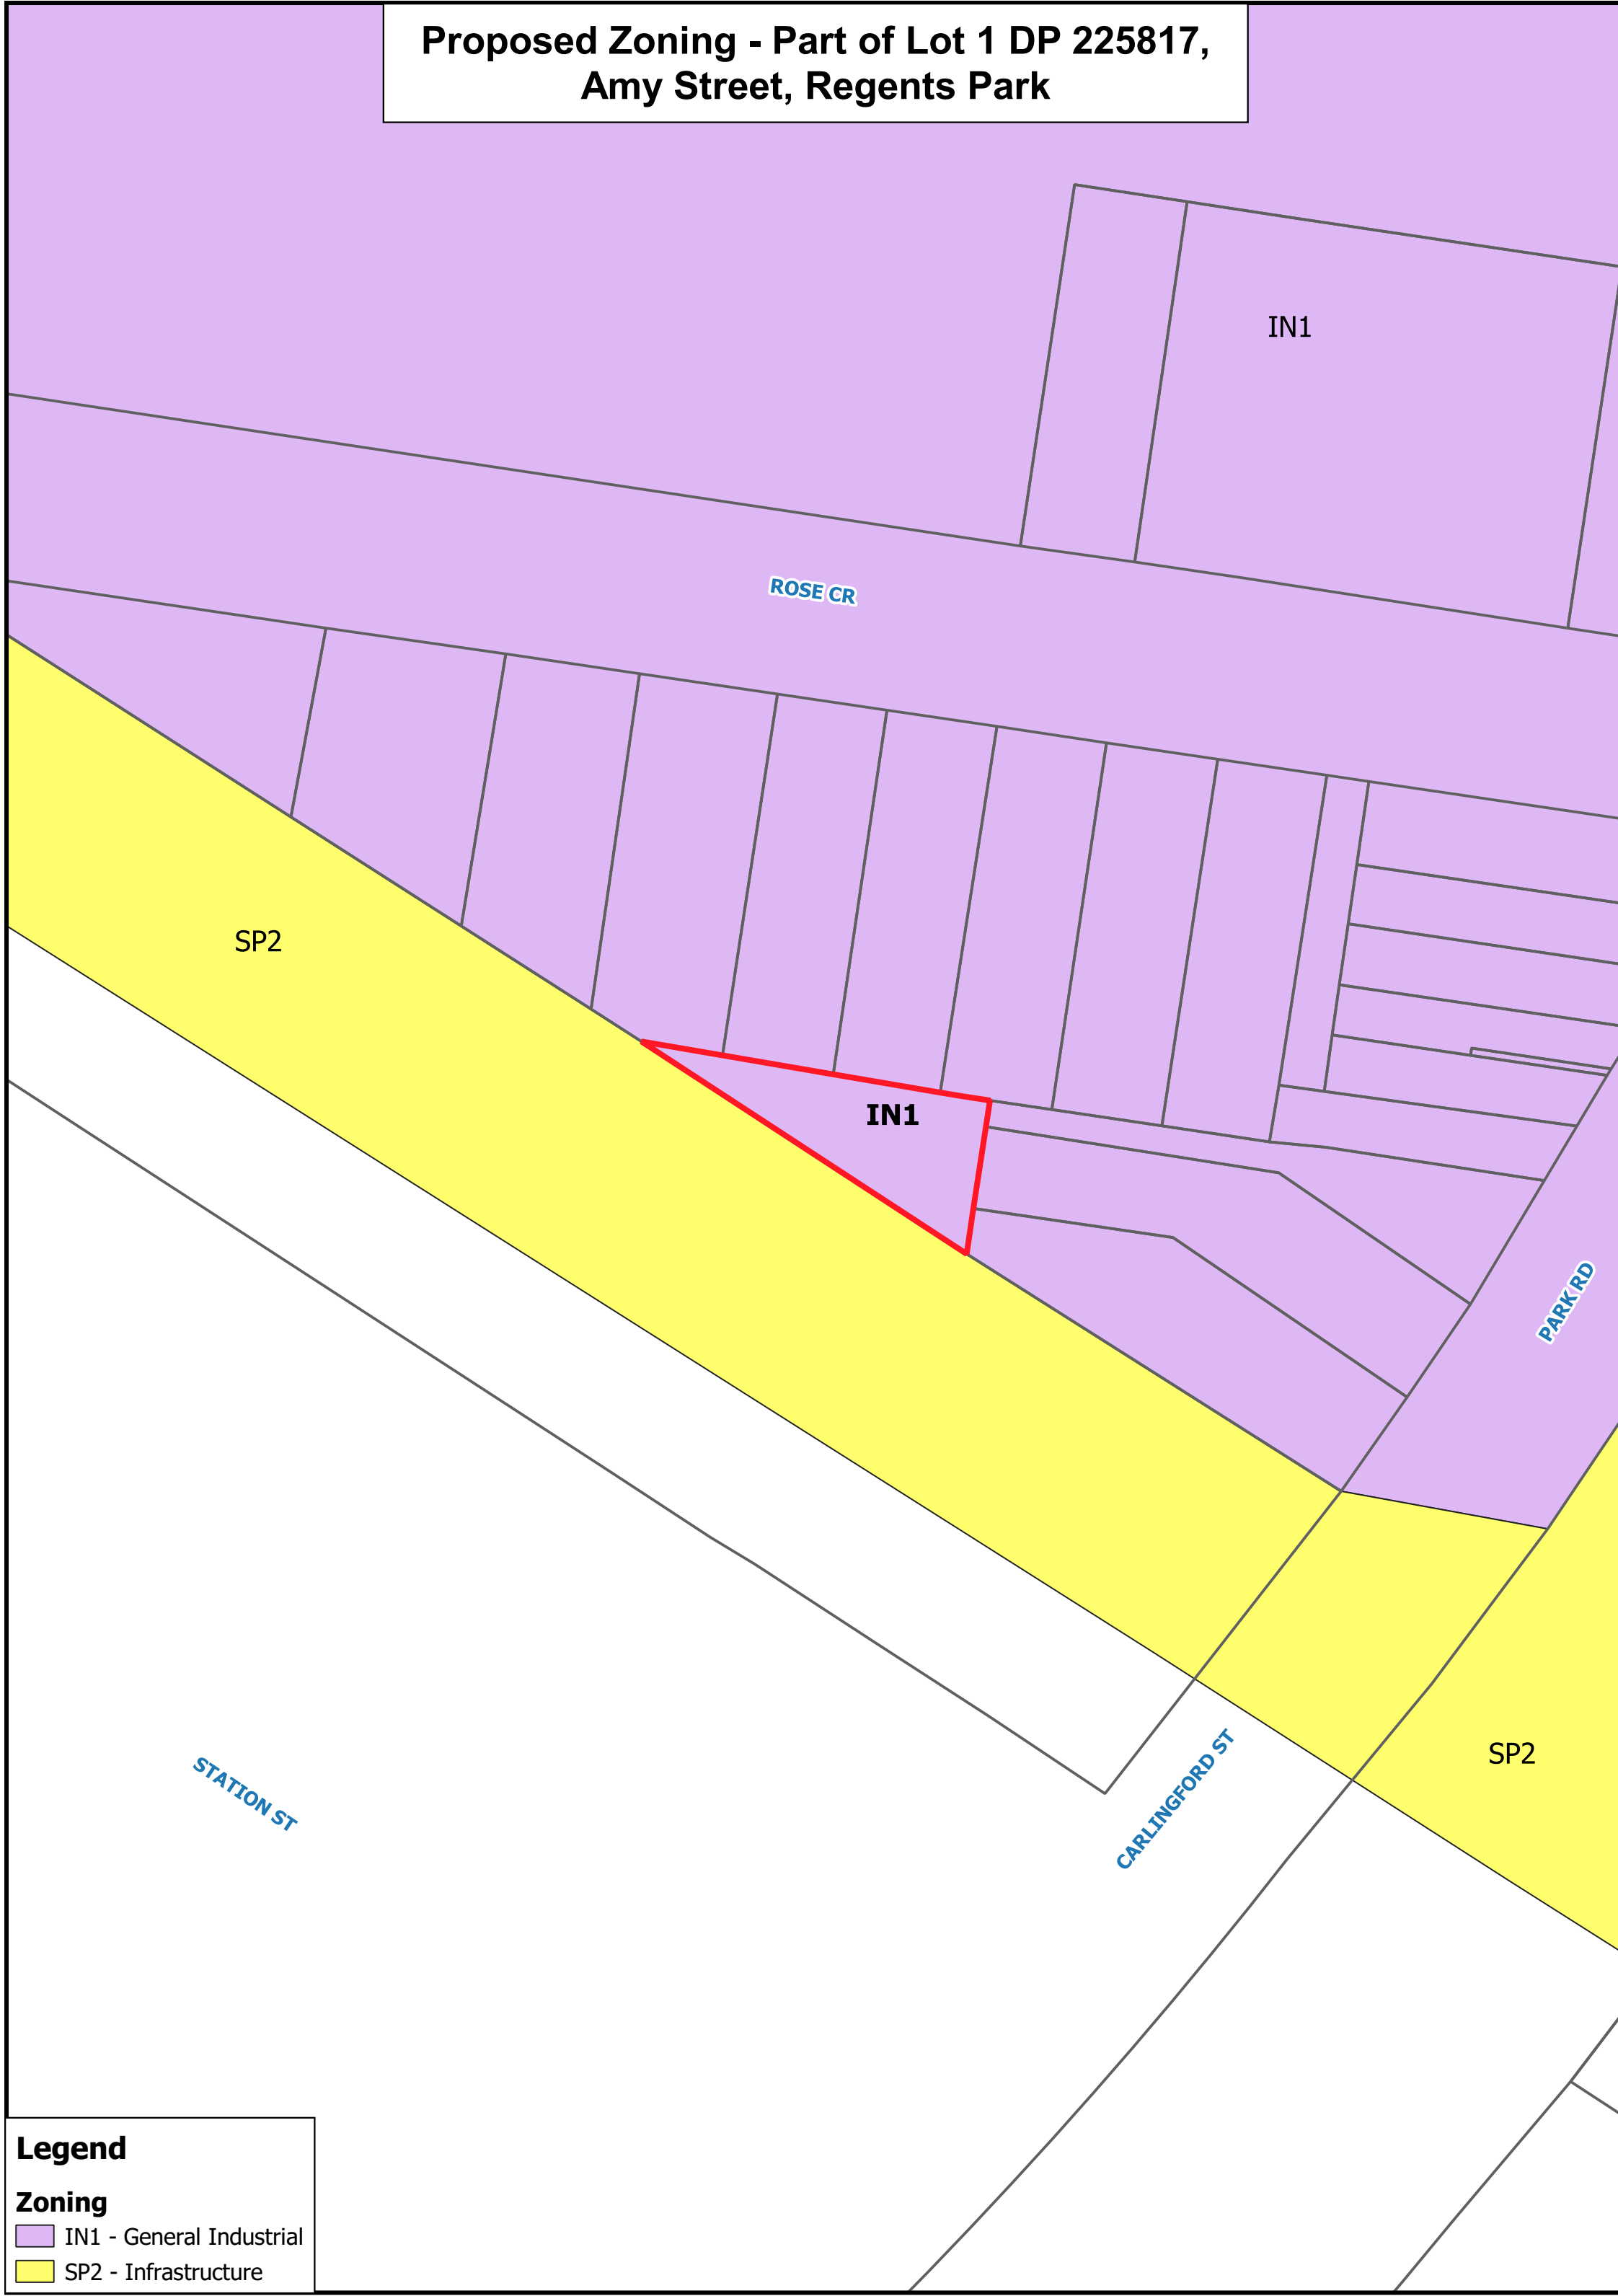 Proposed Zoning - Part of Lot 1 DP 225817,
Amy Street, Regents Park
IN1
ROSE CR
SP2
IN1
PARK RD
SP2
CARLINGFORD ST
STATION ST
Legend
Zoning
IN1 - General Industrial
SP2 - Infrastructure